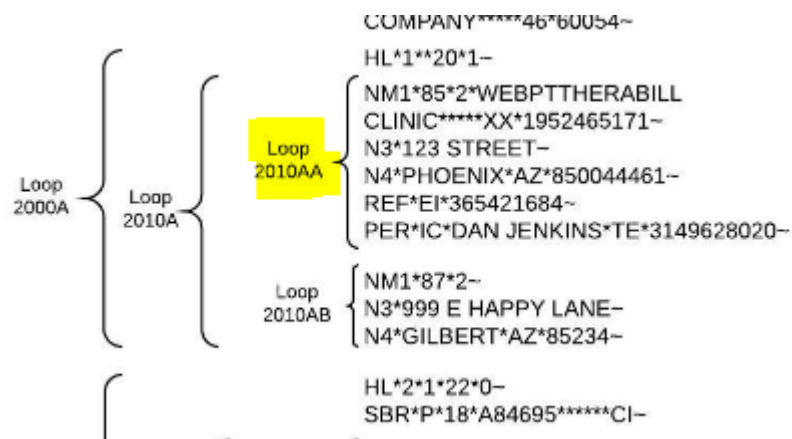 COMPANY*****46*60054~
HL*1**20*1~
NM1*85*2*WEBPTTHERABILL
CLINIC*****XX*1952465171~
N3*123 STREET~
N4*PHOENIX*AZ*850044461~
REF*EI*365421684~
PER*IC*DAN JENKINS*TE*3149628020~
Loop
2010AA
Loop
2000A
Loop
2010A
NM1*87*2~
N3*999 E HAPPY LANE~
N4*GILBERT*AZ*85234~
Loop
2010AB
HL*2*1*22*0~
SBR*P*18*A84695******CI~